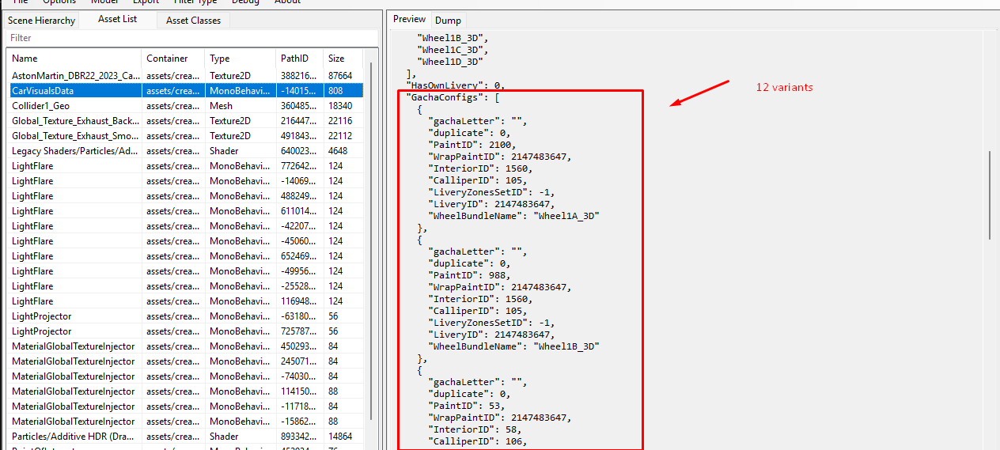 File Options Model Export Filter Type Debug About
Scene Hierarchy Asset List Asset Classes
Filter
Name Container Type PathID Size
AstonMartin_DBR22_2023_Ca... assets/crea... Texture2D 388216... 87664
CarVisualsData assets/crea... MonoBehavi... -14015... 808
Collider1_Geo assets/crea... Mesh 360485... 18340
Global_Texture_Exhaust_Back... assets/crea... Texture2D 216447... 22116
Global_Texture_Exhaust_Smo... assets/crea... Texture2D 491843... 22112
Legacy Shaders/Particles/Ad... assets/crea... Shader 640023... 4648
LightFlare assets/crea... MonoBehavi... 772642... 124
LightFlare assets/crea... MonoBehavi... -14069... 124
LightFlare assets/crea... MonoBehavi... 488249... 124
LightFlare assets/crea... MonoBehavi... 611014... 124
LightFlare assets/crea... MonoBehavi... -42207... 124
LightFlare assets/crea... MonoBehavi... -45060... 124
LightFlare assets/crea... MonoBehavi... 652469... 124
LightFlare assets/crea... MonoBehavi... -49956... 124
LightFlare assets/crea... MonoBehavi... -25528... 124
LightFlare assets/crea... MonoBehavi... 116948... 124
LightProjector assets/crea... MonoBehavi... -63180... 56
LightProjector assets/crea... MonoBehavi... 725787... 56
MaterialGlobalTextureInjector assets/crea... MonoBehavi... 450293... 84
MaterialGlobalTextureInjector assets/crea... MonoBehavi... 245071... 84
MaterialGlobalTextureInjector assets/crea... MonoBehavi... -74030... 84
MaterialGlobalTextureInjector assets/crea... MonoBehavi... 114150... 88
MaterialGlobalTextureInjector assets/crea... MonoBehavi... -11718... 84
MaterialGlobalTextureInjector assets/crea... MonoBehavi... -15862... 88
Particles/Additive HDR (Dra... assets/crea... Shader 893342... 14864
Preview Dump
"Wheel1B_3D",
"Wheel1C_3D",
"Wheel1D_3D"
],
"HasOwnLivery": 0,
"GachaConfigs": [
{
"gachaLetter": "",
"duplicate": 0,
"PaintID": 2100,
"WrapPaintID": 2147483647,
"InteriorID": 1560,
"CalliperID": 105,
"LiveryZonesSetID": -1,
"LiveryID": 2147483647,
"WheelBundleName": "Wheel1A_3D"
},
{
"gachaLetter": "",
"duplicate": 0,
"PaintID": 988,
"WrapPaintID": 2147483647,
"InteriorID": 1560,
"CalliperID": 105,
"LiveryZonesSetID": -1,
"LiveryID": 2147483647,
"WheelBundleName": "Wheel1B_3D"
},
{
"gachaLetter": "",
"duplicate": 0,
"PaintID": 53,
"WrapPaintID": 2147483647,
"InteriorID": 58,
"CalliperID": 106,
12 variants